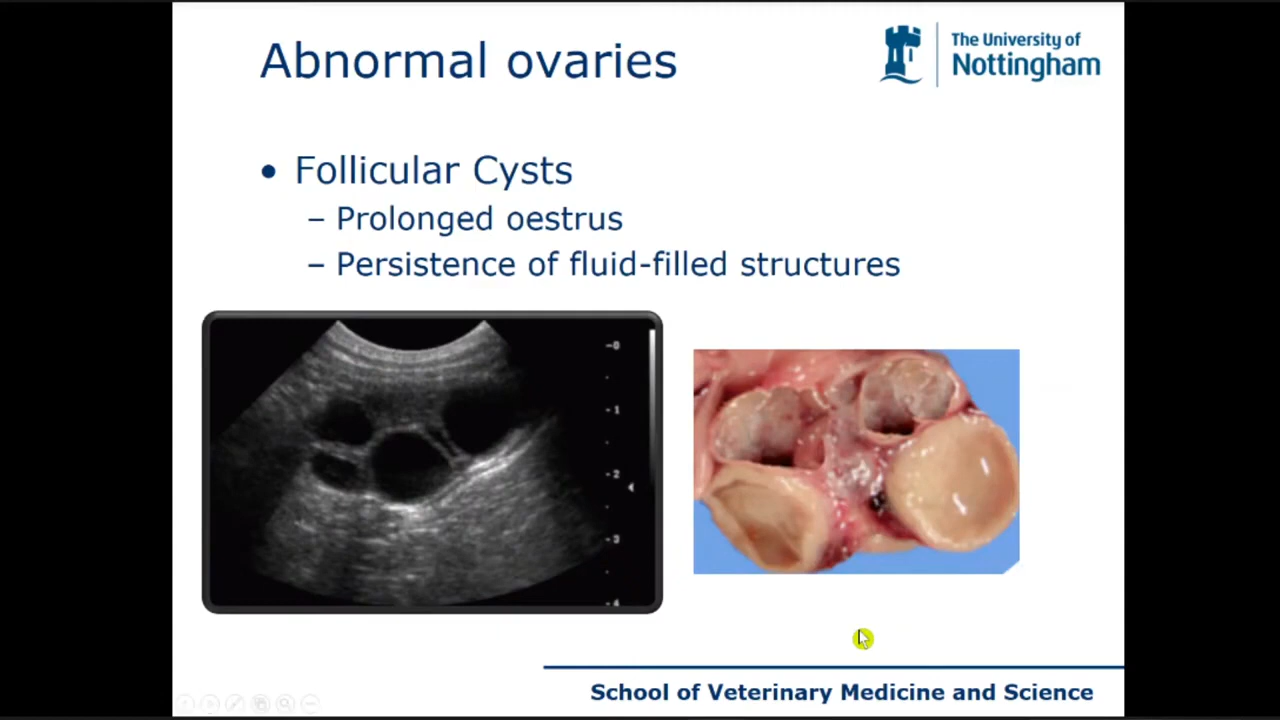 Abnormal ovaries
The University of
Nottingham
• Follicular Cysts
– Prolonged oestrus
– Persistence of fluid-filled structures
-0
-1
-2
-3
-4
School of Veterinary Medicine and Science